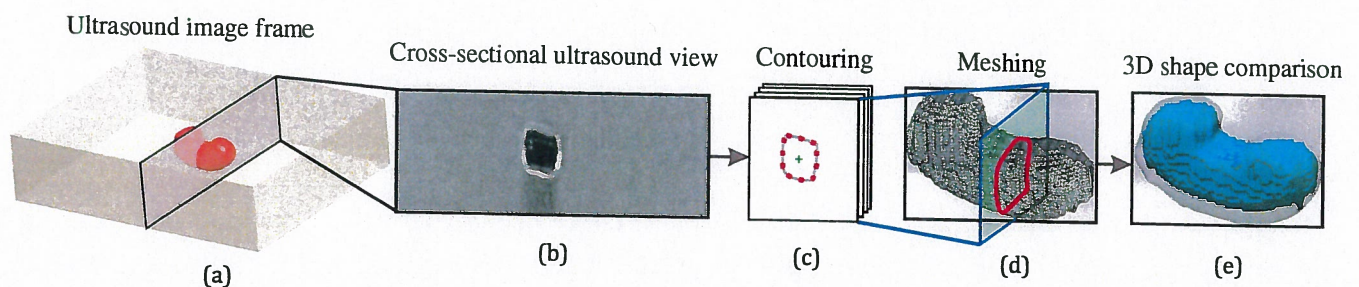 Ultrasound image frame
Cross-sectional ultrasound view
Contouring
Meshing
3D shape comparison
(a)
(b)
(c)
(d)
(e)